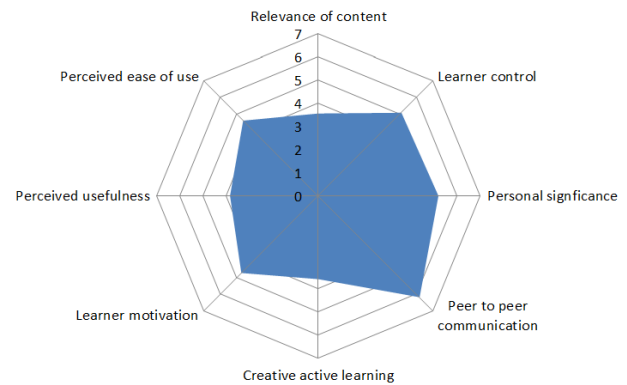 Relevance of content
7
6
5
4
3
2
1
0
Perceived ease of use
Learner control
Perceived usefulness
Personal signficance
Learner motivation
Peer to peer
communication
Creative active learning